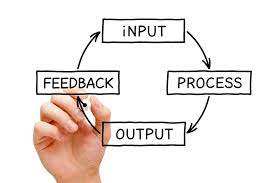 iNPUT
PROCESS
OUTPUT
FEEDBACK